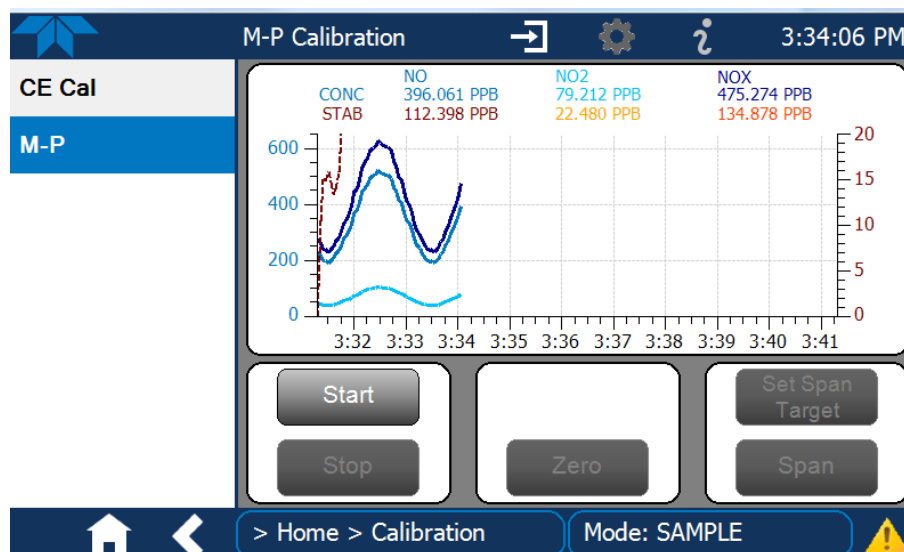 M-P Calibration
3:34:06 PM
CE Cal
M-P
NO NO2 NOX
CONC 396.061 PPB 79.212 PPB 475.274 PPB
STAB 112.398 PPB 22.480 PPB 134.878 PPB
600
400
200
0
20
15
10
5
0
3:32 3:33 3:34 3:35 3:36 3:37 3:38 3:39 3:40 3:41
Start
Stop
Zero
Set Span
Target
Span
> Home > Calibration
Mode: SAMPLE